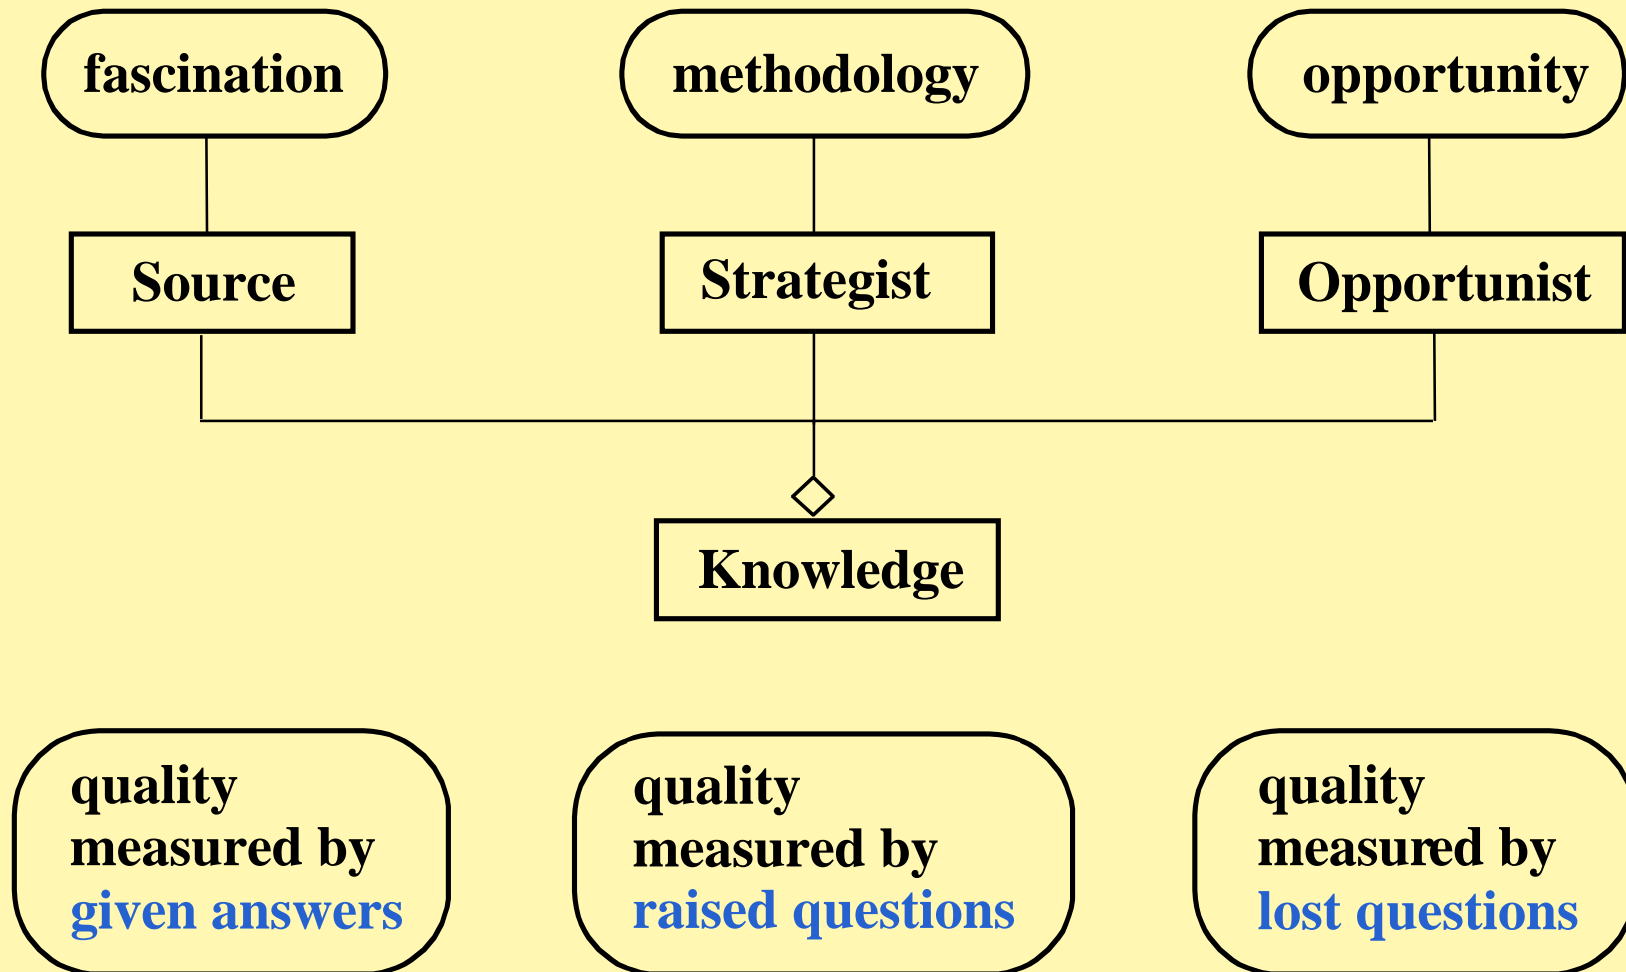 fascination
methodology
opportunity
Source
Strategist
Opportunist
Knowledge
quality
measured by
given answers
quality
measured by
raised questions
quality
measured by
lost questions